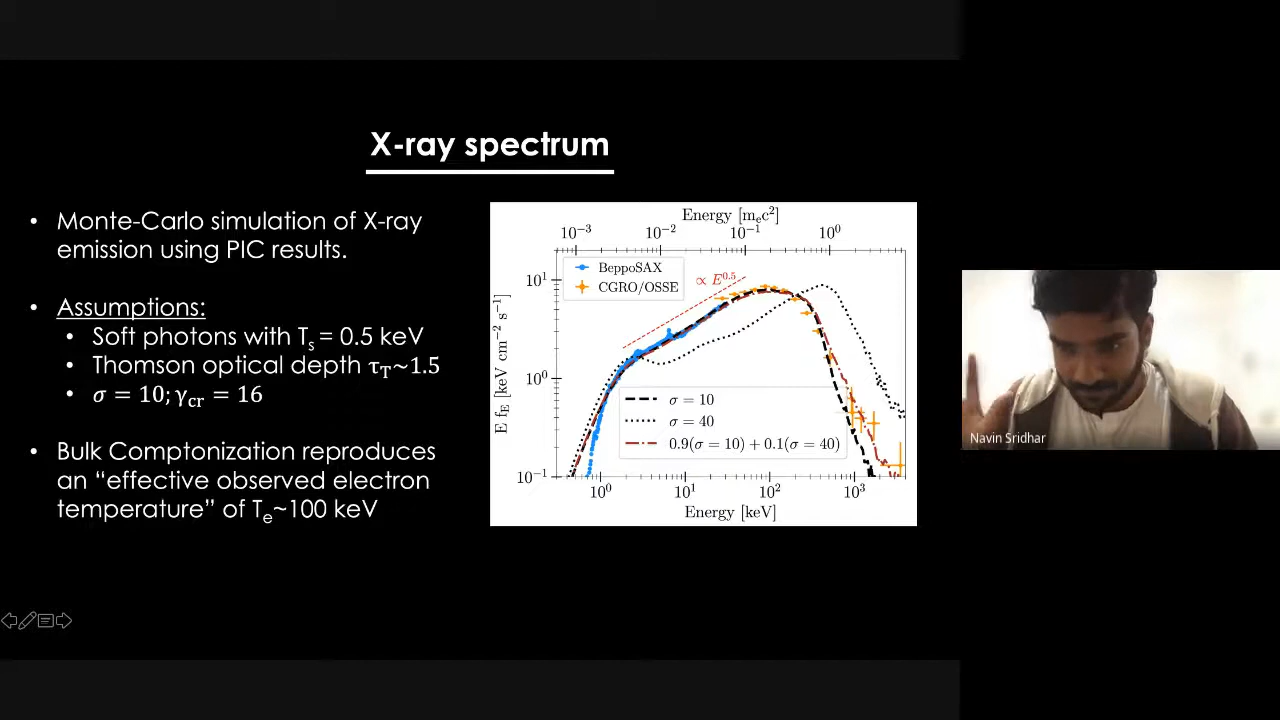 X-ray spectrum
• Monte-Carlo simulation of X-ray
emission using PIC results.
• Assumptions:
• Soft photons with Tₛ = 0.5 keV
• Thomson optical depth τ_T~1.5
• 𝜎 = 10; γ_cr = 16
• Bulk Comptonization reproduces
an “effective observed electron
temperature” of Tₑ~100 keV
Energy [mₑc²]
10⁻³ 10⁻² 10⁻¹ 10⁰
BeppoSAX
CGRO/OSSE
∝ E⁰·⁵
10¹
10⁰
10⁻¹
E f_E [keV cm⁻² s⁻¹]
σ = 10
σ = 40
0.9(σ = 10) + 0.1(σ = 40)
10⁰ 10¹ 10² 10³
Energy [keV]
Navin Sridhar